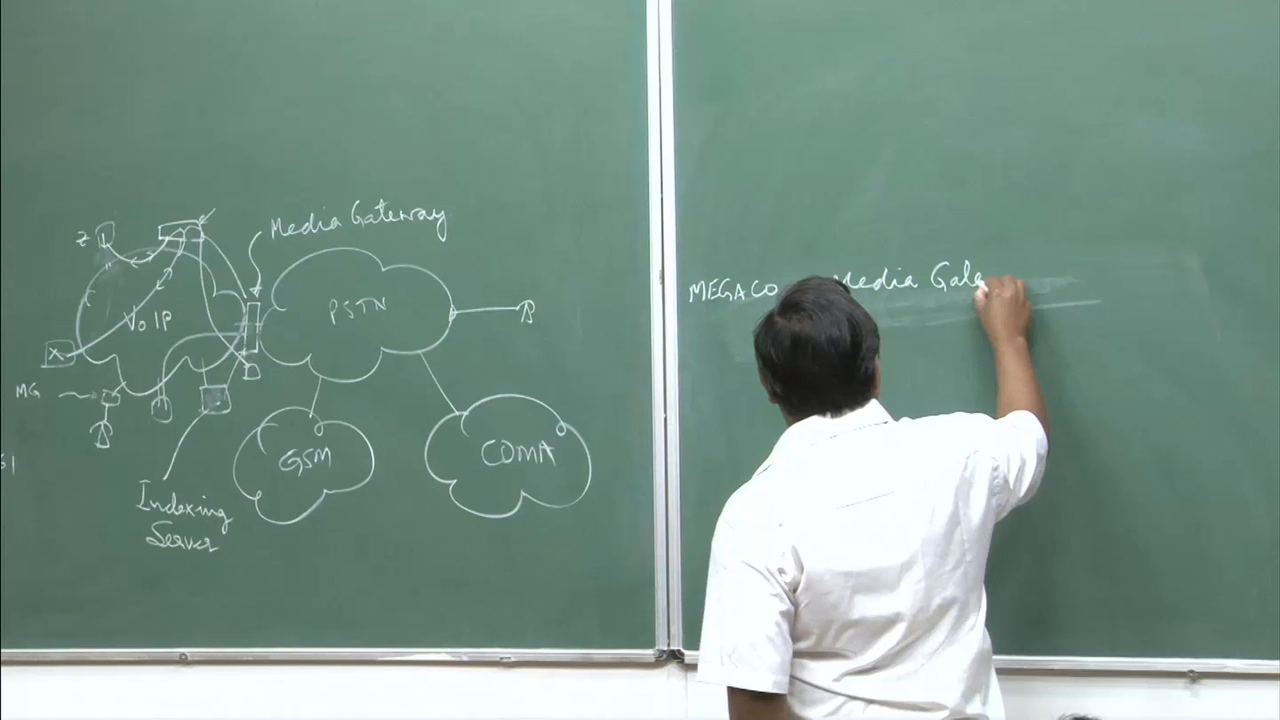 Media Gateway
Z
PSTN
VoIP
X
MG
GSM
CDMA
Indexing
Server
MEGACO Media Gate